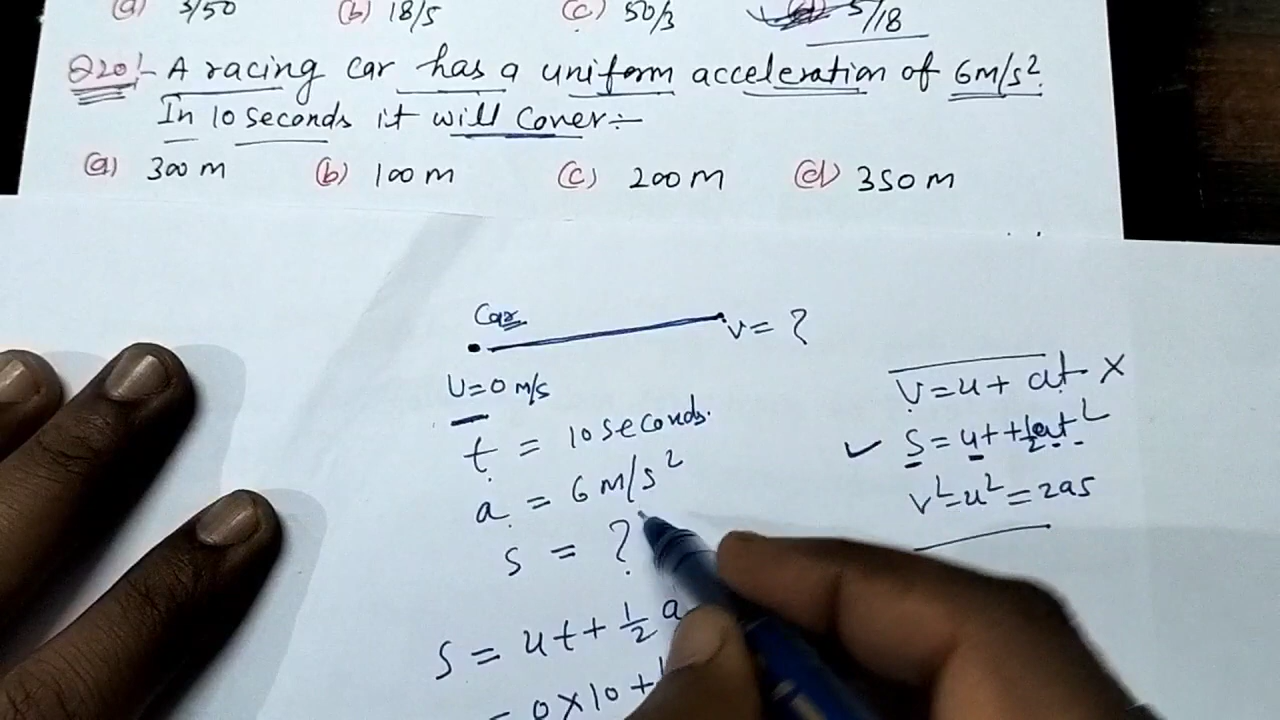 (a) 3/50 (b) 18/5 (c) 50/3 5/18
Q20:- A racing car has a uniform acceleration of 6m/s².
In 10 seconds it will cover:-
(a) 300 m (b) 100 m (c) 200 m (d) 350 m
Car
v = ?
U=0 m/s
t = 10 seconds.
a = 6 m/s²
s = ?
S = ut + 1/2 a
= 0×10 +
V=u+ at ×
✓ S = ut + 1/2 at²
v²-u² = 2as